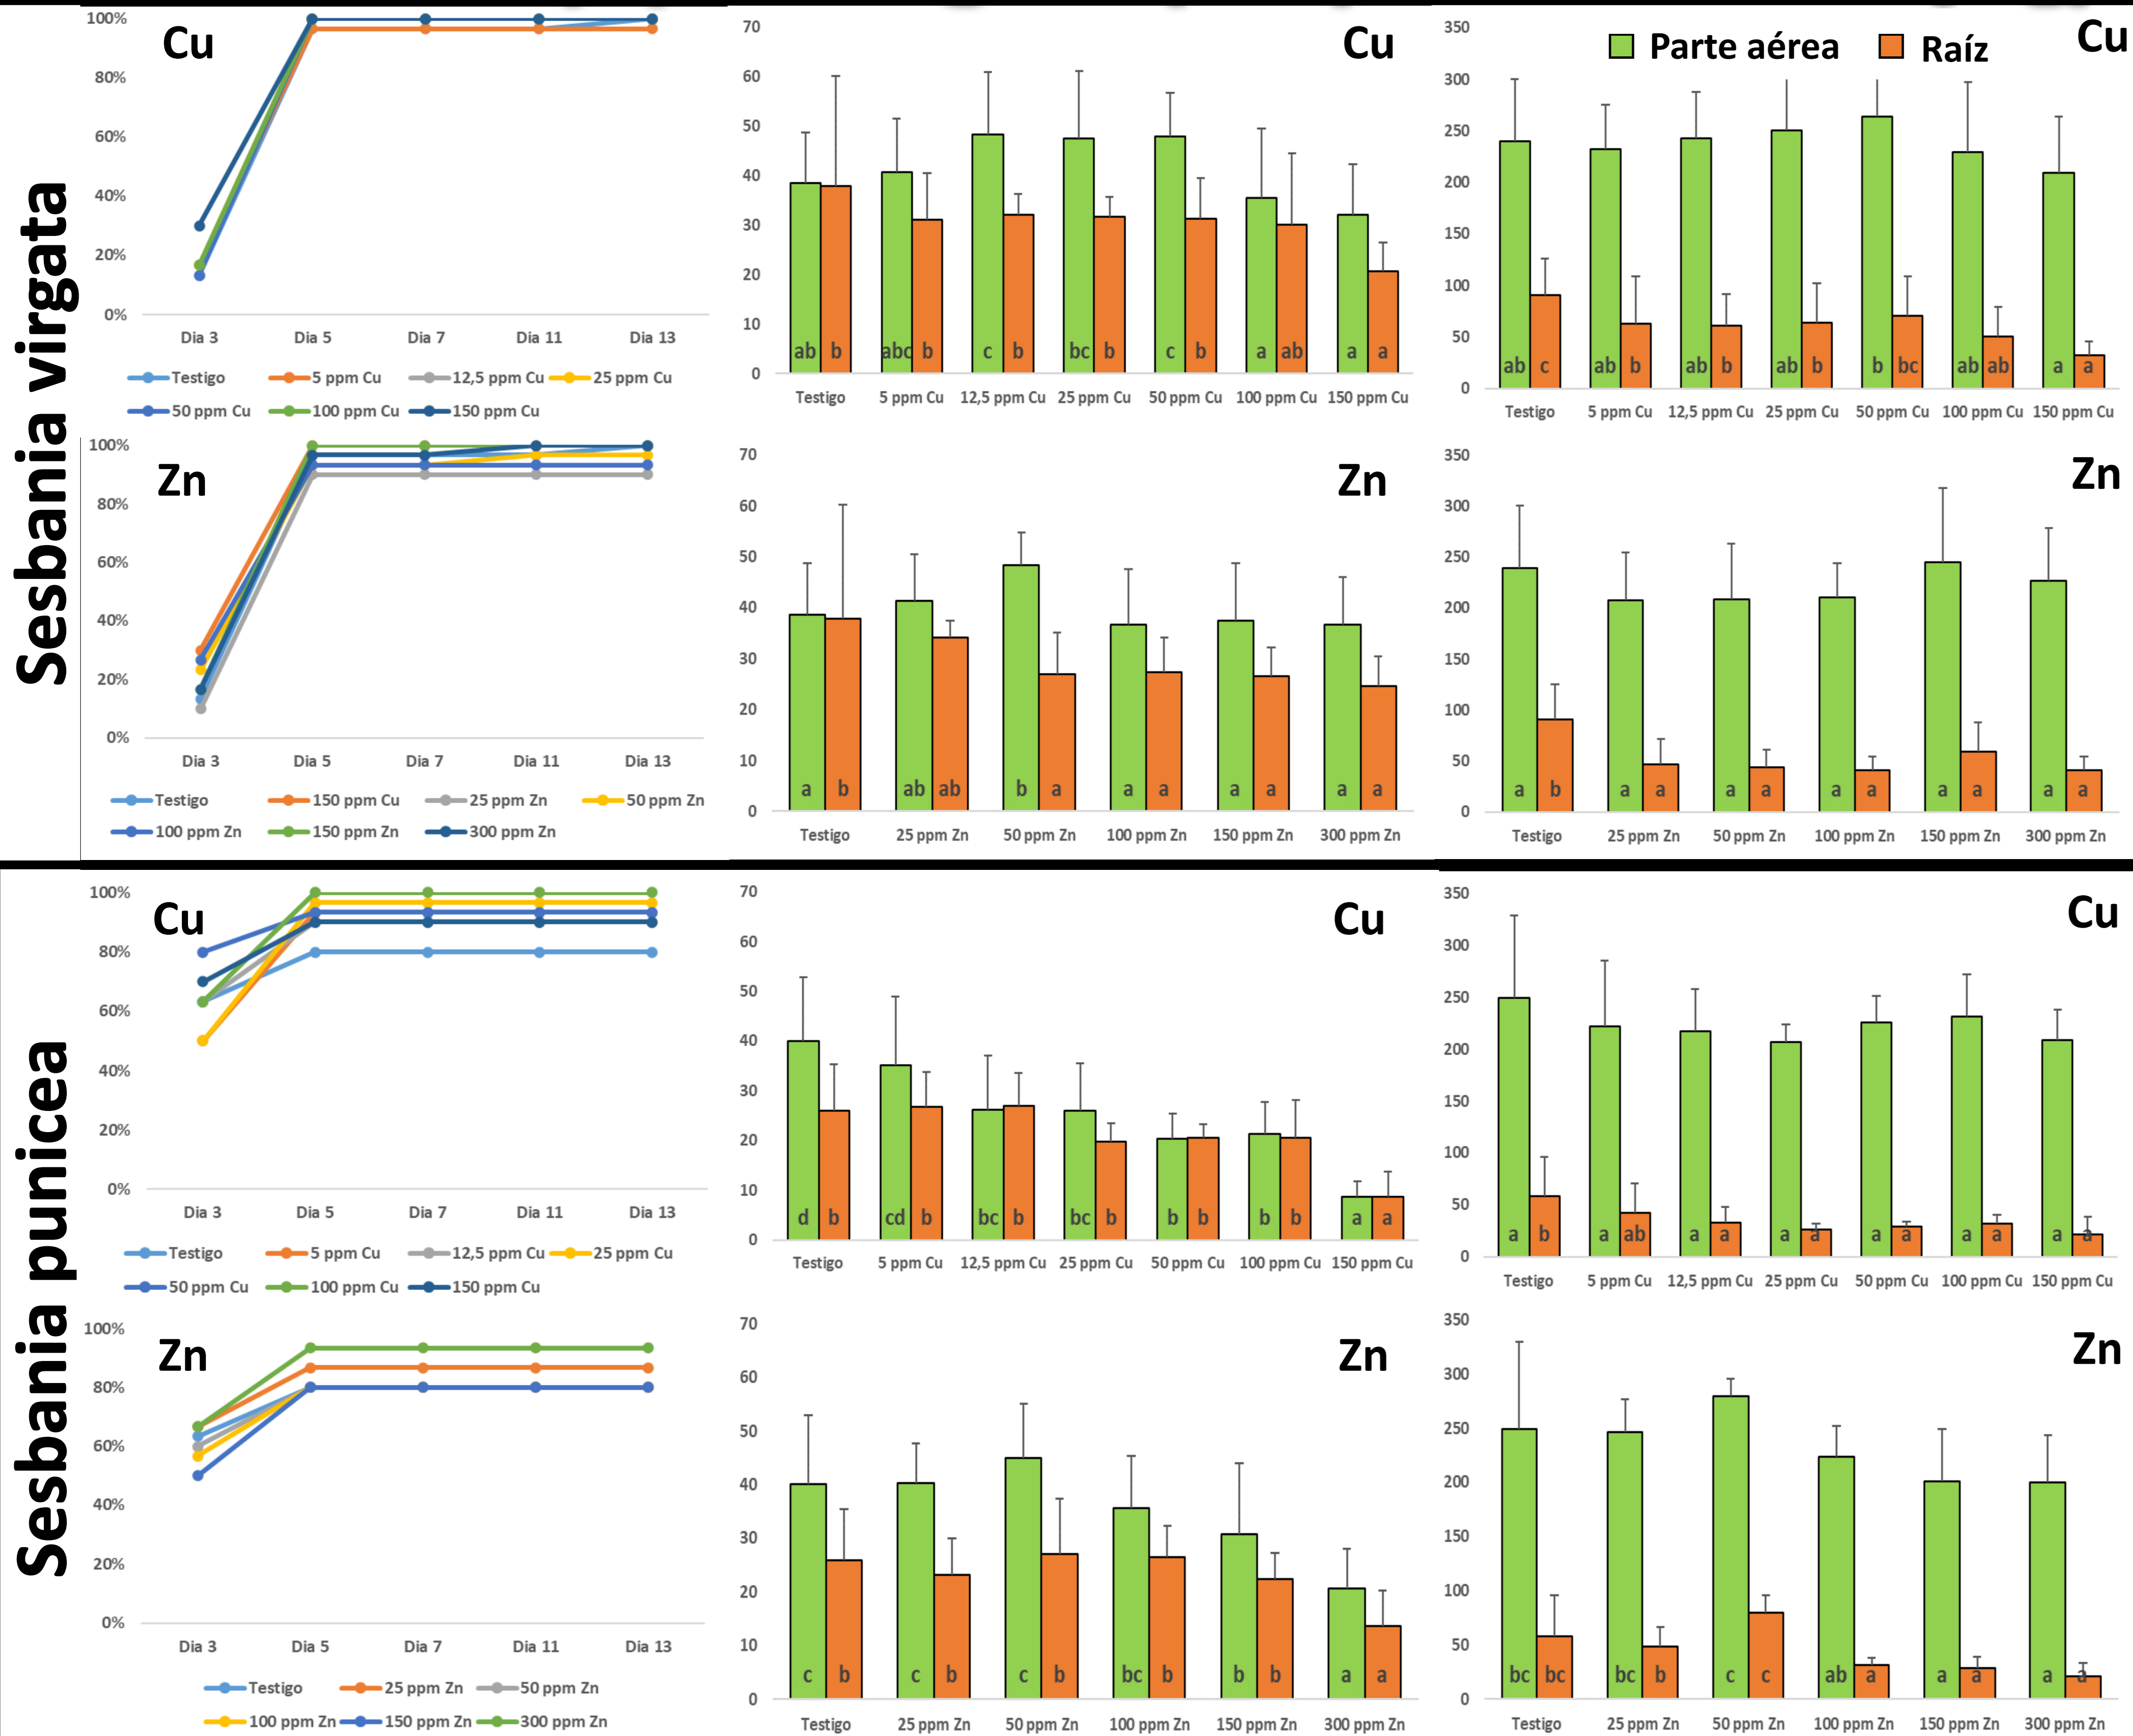 Sesbania virgata
Cu
100%
80%
60%
40%
20%
0%
Dia 3 Dia 5 Dia 7 Dia 11 Dia 13
Testigo 5 ppm Cu 12,5 ppm Cu 25 ppm Cu
50 ppm Cu 100 ppm Cu 150 ppm Cu
Cu
70
60
50
40
30
20
10
0
ab b abc b c b bc b c b a ab a a
Testigo 5 ppm Cu 12,5 ppm Cu 25 ppm Cu 50 ppm Cu 100 ppm Cu 150 ppm Cu
Parte aérea Raíz Cu
350
300
250
200
150
100
50
0
ab c ab b ab b ab b b bc ab ab a a
Testigo 5 ppm Cu 12,5 ppm Cu 25 ppm Cu 50 ppm Cu 100 ppm Cu 150 ppm Cu
Zn
100%
80%
60%
40%
20%
0%
Dia 3 Dia 5 Dia 7 Dia 11 Dia 13
Testigo 150 ppm Cu 25 ppm Zn 50 ppm Zn
100 ppm Zn 150 ppm Zn 300 ppm Zn
Zn
70
60
50
40
30
20
10
0
a b ab ab b a a a a a a a
Testigo 25 ppm Zn 50 ppm Zn 100 ppm Zn 150 ppm Zn 300 ppm Zn
Zn
350
300
250
200
150
100
50
0
a b a a a a a a a a a a
Testigo 25 ppm Zn 50 ppm Zn 100 ppm Zn 150 ppm Zn 300 ppm Zn
Sesbania punicea
Cu
100%
80%
60%
40%
20%
0%
Dia 3 Dia 5 Dia 7 Dia 11 Dia 13
Testigo 5 ppm Cu 12,5 ppm Cu 25 ppm Cu
50 ppm Cu 100 ppm Cu 150 ppm Cu
Cu
70
60
50
40
30
20
10
0
d b cd b bc b bc b b b b b a a
Testigo 5 ppm Cu 12,5 ppm Cu 25 ppm Cu 50 ppm Cu 100 ppm Cu 150 ppm Cu
Cu
350
300
250
200
150
100
50
0
a b a ab a a a a a a a a a a
Testigo 5 ppm Cu 12,5 ppm Cu 25 ppm Cu 50 ppm Cu 100 ppm Cu 150 ppm Cu
Zn
100%
80%
60%
40%
20%
0%
Dia 3 Dia 5 Dia 7 Dia 11 Dia 13
Testigo 25 ppm Zn 50 ppm Zn
100 ppm Zn 150 ppm Zn 300 ppm Zn
Zn
70
60
50
40
30
20
10
0
c b c b c b bc b b b a a
Testigo 25 ppm Zn 50 ppm Zn 100 ppm Zn 150 ppm Zn 300 ppm Zn
Zn
350
300
250
200
150
100
50
0
bc bc bc b c c ab a a a a a
Testigo 25 ppm Zn 50 ppm Zn 100 ppm Zn 150 ppm Zn 300 ppm Zn